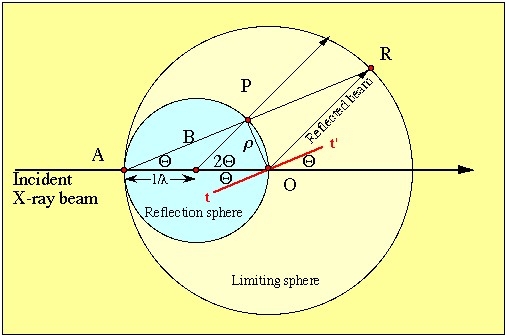 R
P
Reflected beam
B
ρ
t'
A
Θ
2Θ
Θ
Incident
X-ray beam
1/λ
Θ
t
O
Reflection sphere
Limiting sphere